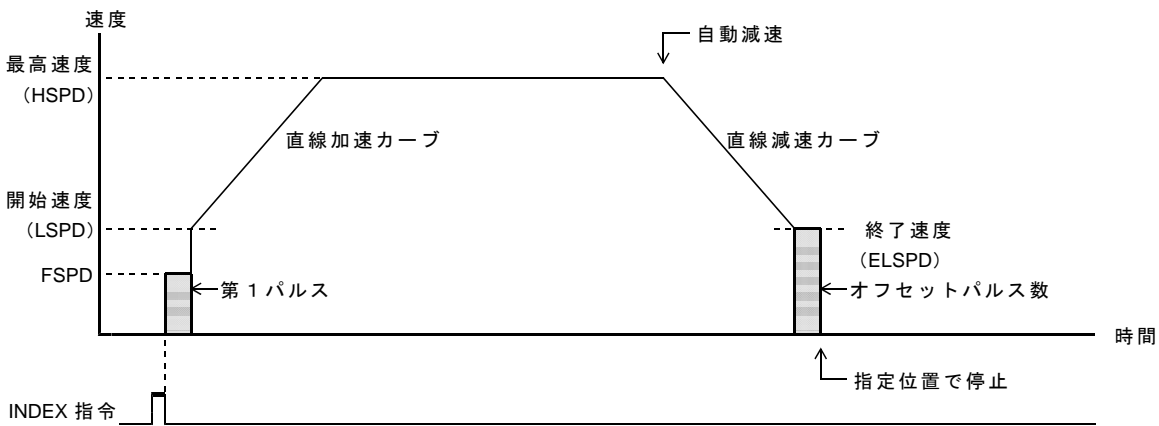 速度
自動減速
最高速度
（HSPD）
直線加速カーブ
直線減速カーブ
開始速度
（LSPD）
終了速度
（ELSPD）
FSPD
第１パルス
オフセットパルス数
時間
指定位置で停止
INDEX 指令